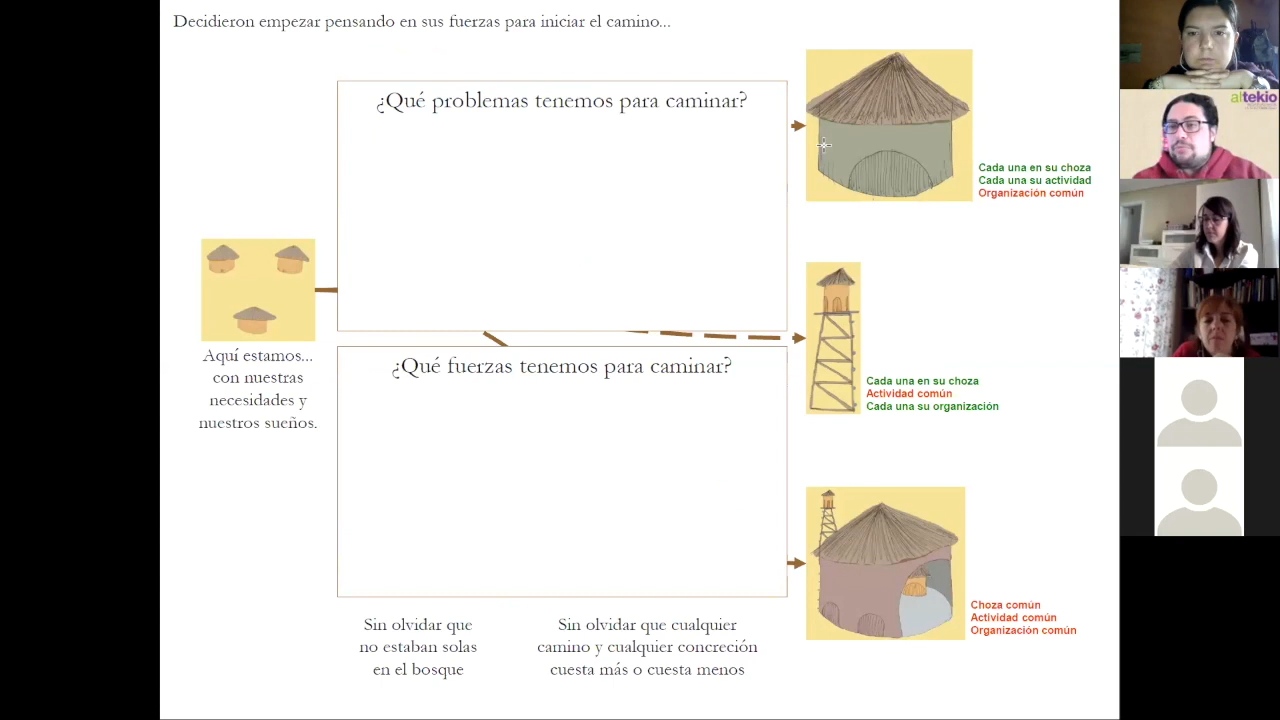 Decidieron empezar pensando en sus fuerzas para iniciar el camino...
¿Qué problemas tenemos para caminar?
Cada una en su choza
Cada una su actividad
Organización común
Aquí estamos...
con nuestras
necesidades y
nuestros sueños.
¿Qué fuerzas tenemos para caminar?
Cada una en su choza
Actividad común
Cada una su organización
Choza común
Actividad común
Organización común
Sin olvidar que
no estaban solas
en el bosque
Sin olvidar que cualquier
camino y cualquier concreción
cuesta más o cuesta menos
altekio